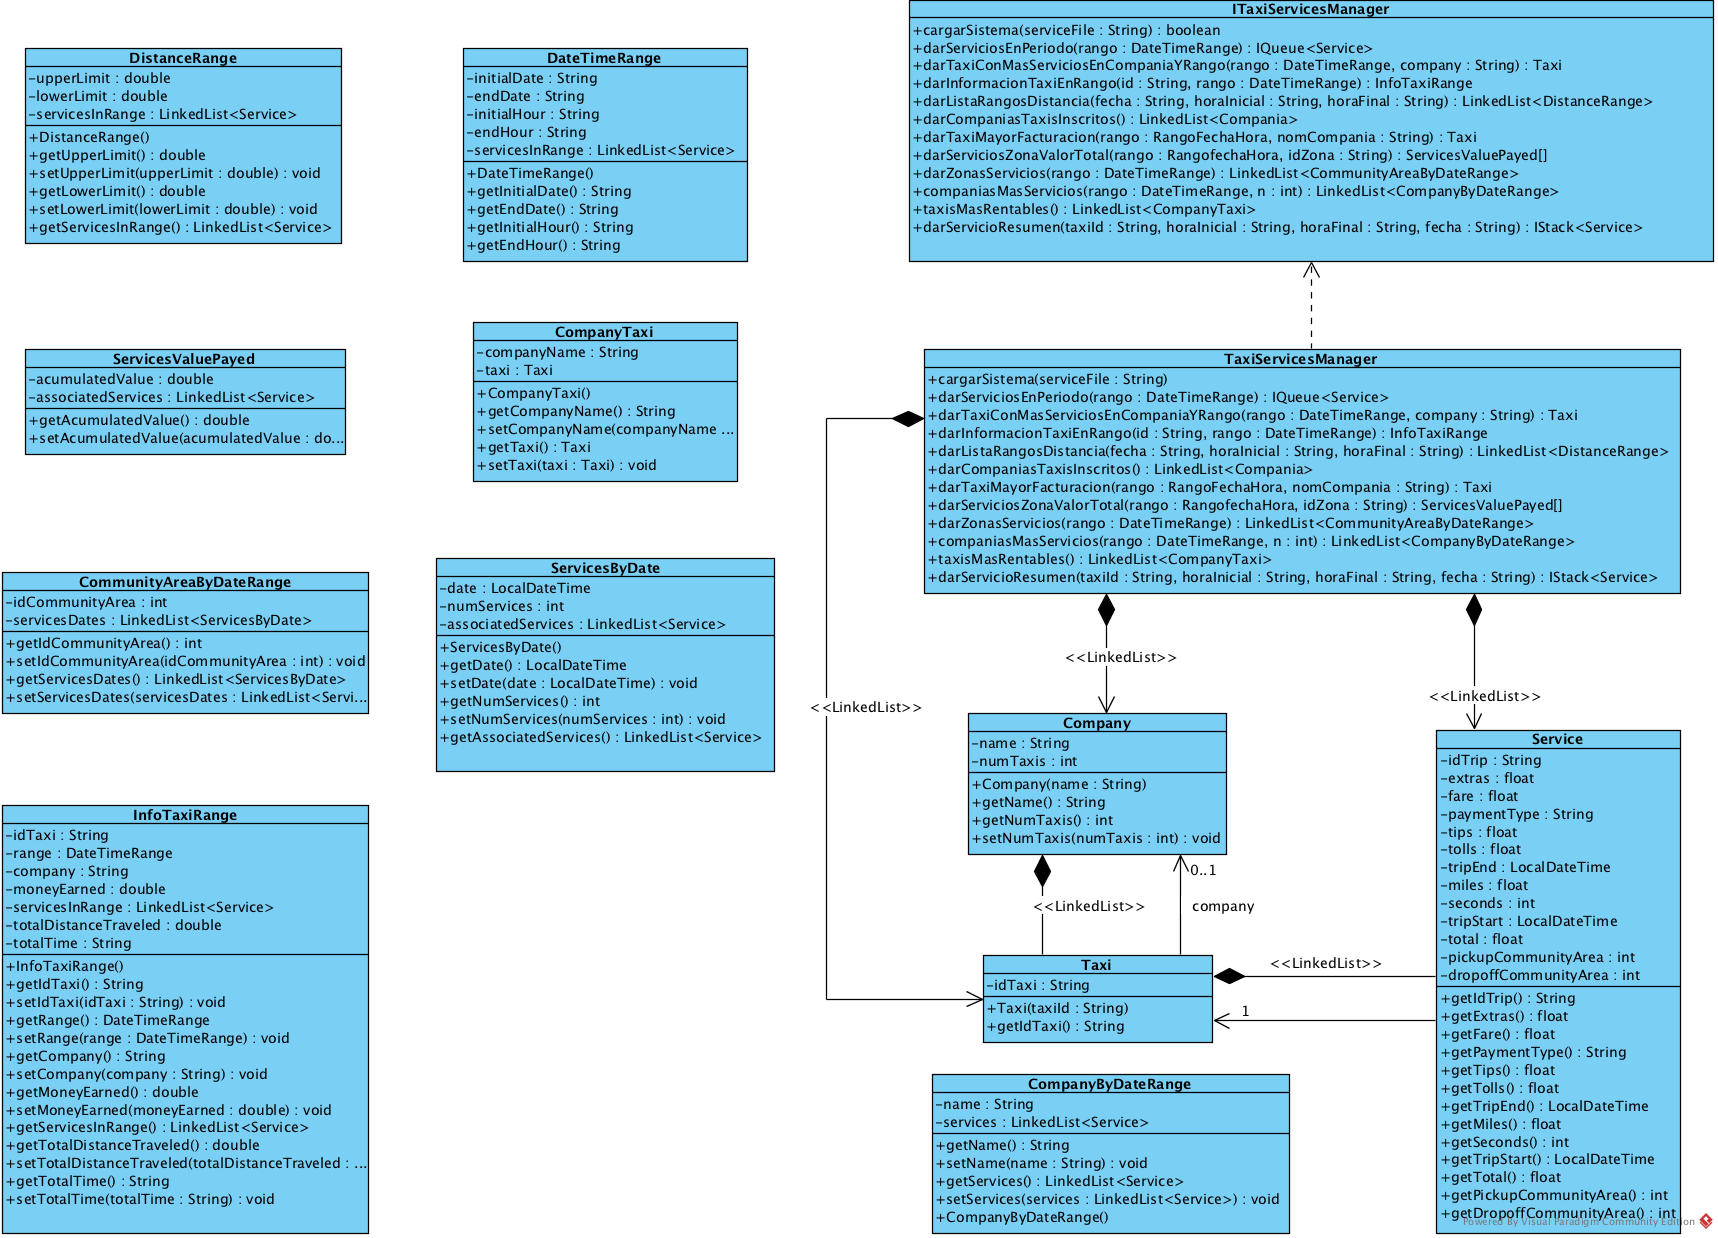 DistanceRange
-upperLimit : double
-lowerLimit : double
-servicesInRange : LinkedList<Service>
+DistanceRange()
+getUpperLimit() : double
+setUpperLimit(upperLimit : double) : void
+getLowerLimit() : double
+setLowerLimit(lowerLimit : double) : void
+getServicesInRange() : LinkedList<Service>
DateTimeRange
-initialDate : String
-endDate : String
-initialHour : String
-endHour : String
-servicesInRange : LinkedList<Service>
+DateTimeRange()
+getInitialDate() : String
+getEndDate() : String
+getInitialHour() : String
+getEndHour() : String
ITaxiServicesManager
+cargarSistema(serviceFile : String) : boolean
+darServiciosEnPeriodo(rango : DateTimeRange) : IQueue<Service>
+darTaxiConMasServiciosEnCompaniaYRango(rango : DateTimeRange, company : String) : Taxi
+darInformacionTaxiEnRango(id : String, rango : DateTimeRange) : InfoTaxiRange
+darListaRangosDistancia(fecha : String, horaInicial : String, horaFinal : String) : LinkedList<DistanceRange>
+darCompaniasTaxisInscritos() : LinkedList<Compania>
+darTaxiMayorFacturacion(rango : RangoFechaHora, nomCompania : String) : Taxi
+darServiciosZonaValorTotal(rango : RangofechaHora, idZona : String) : ServicesValuePayed[]
+darZonasServicios(rango : DateTimeRange) : LinkedList<CommunityAreaByDateRange>
+companiasMasServicios(rango : DateTimeRange, n : int) : LinkedList<CompanyByDateRange>
+taxisMasRentables() : LinkedList<CompanyTaxi>
+darServicioResumen(taxiId : String, horaInicial : String, horaFinal : String, fecha : String) : IStack<Service>
ServicesValuePayed
-acumulatedValue : double
-associatedServices : LinkedList<Service>
+getAcumulatedValue() : double
+setAcumulatedValue(acumulatedValue : do...
CompanyTaxi
-companyName : String
-taxi : Taxi
+CompanyTaxi()
+getCompanyName() : String
+setCompanyName(companyName ...
+getTaxi() : Taxi
+setTaxi(taxi : Taxi) : void
TaxiServicesManager
+cargarSistema(serviceFile : String)
+darServiciosEnPeriodo(rango : DateTimeRange) : IQueue<Service>
+darTaxiConMasServiciosEnCompaniaYRango(rango : DateTimeRange, company : String) : Taxi
+darInformacionTaxiEnRango(id : String, rango : DateTimeRange) : InfoTaxiRange
+darListaRangosDistancia(fecha : String, horaInicial : String, horaFinal : String) : LinkedList<DistanceRange>
+darCompaniasTaxisInscritos() : LinkedList<Compania>
+darTaxiMayorFacturacion(rango : RangoFechaHora, nomCompania : String) : Taxi
+darServiciosZonaValorTotal(rango : RangofechaHora, idZona : String) : ServicesValuePayed[]
+darZonasServicios(rango : DateTimeRange) : LinkedList<CommunityAreaByDateRange>
+companiasMasServicios(rango : DateTimeRange, n : int) : LinkedList<CompanyByDateRange>
+taxisMasRentables() : LinkedList<CompanyTaxi>
+darServicioResumen(taxiId : String, horaInicial : String, horaFinal : String, fecha : String) : IStack<Service>
CommunityAreaByDateRange
-idCommunityArea : int
-servicesDates : LinkedList<ServicesByDate>
+getIdCommunityArea() : int
+setIdCommunityArea(idCommunityArea : int) : void
+getServicesDates() : LinkedList<ServicesByDate>
+setServicesDates(servicesDates : LinkedList<Servi...
ServicesByDate
-date : LocalDateTime
-numServices : int
-associatedServices : LinkedList<Service>
+ServicesByDate()
+getDate() : LocalDateTime
+setDate(date : LocalDateTime) : void
+getNumServices() : int
+setNumServices(numServices : int) : void
+getAssociatedServices() : LinkedList<Service>
<<LinkedList>>
<<LinkedList>>
<<LinkedList>>
Company
-name : String
-numTaxis : int
+Company(name : String)
+getName() : String
+getNumTaxis() : int
+setNumTaxis(numTaxis : int) : void
0..1
<<LinkedList>>
company
Service
-idTrip : String
-extras : float
-fare : float
-paymentType : String
-tips : float
-tolls : float
-tripEnd : LocalDateTime
-miles : float
-seconds : int
-tripStart : LocalDateTime
-total : float
-pickupCommunityArea : int
-dropoffCommunityArea : int
+getIdTrip() : String
+getExtras() : float
+getFare() : float
+getPaymentType() : String
+getTips() : float
+getTolls() : float
+getTripEnd() : LocalDateTime
+getMiles() : float
+getSeconds() : int
+getTripStart() : LocalDateTime
+getTotal() : float
+getPickupCommunityArea() : int
+getDropoffCommunityArea() : int
InfoTaxiRange
-idTaxi : String
-range : DateTimeRange
-company : String
-moneyEarned : double
-servicesInRange : LinkedList<Service>
-totalDistanceTraveled : double
-totalTime : String
+InfoTaxiRange()
+getIdTaxi() : String
+setIdTaxi(idTaxi : String) : void
+getRange() : DateTimeRange
+setRange(range : DateTimeRange) : void
+getCompany() : String
+setCompany(company : String) : void
+getMoneyEarned() : double
+setMoneyEarned(moneyEarned : double) : void
+getServicesInRange() : LinkedList<Service>
+getTotalDistanceTraveled() : double
+setTotalDistanceTraveled(totalDistanceTraveled : ...
+getTotalTime() : String
+setTotalTime(totalTime : String) : void
Taxi
-idTaxi : String
+Taxi(taxiId : String)
+getIdTaxi() : String
<<LinkedList>>
1
CompanyByDateRange
-name : String
-services : LinkedList<Service>
+getName() : String
+setName(name : String) : void
+getServices() : LinkedList<Service>
+setServices(services : LinkedList<Service>) : void
+CompanyByDateRange()
Powered By Visual Paradigm Community Edition